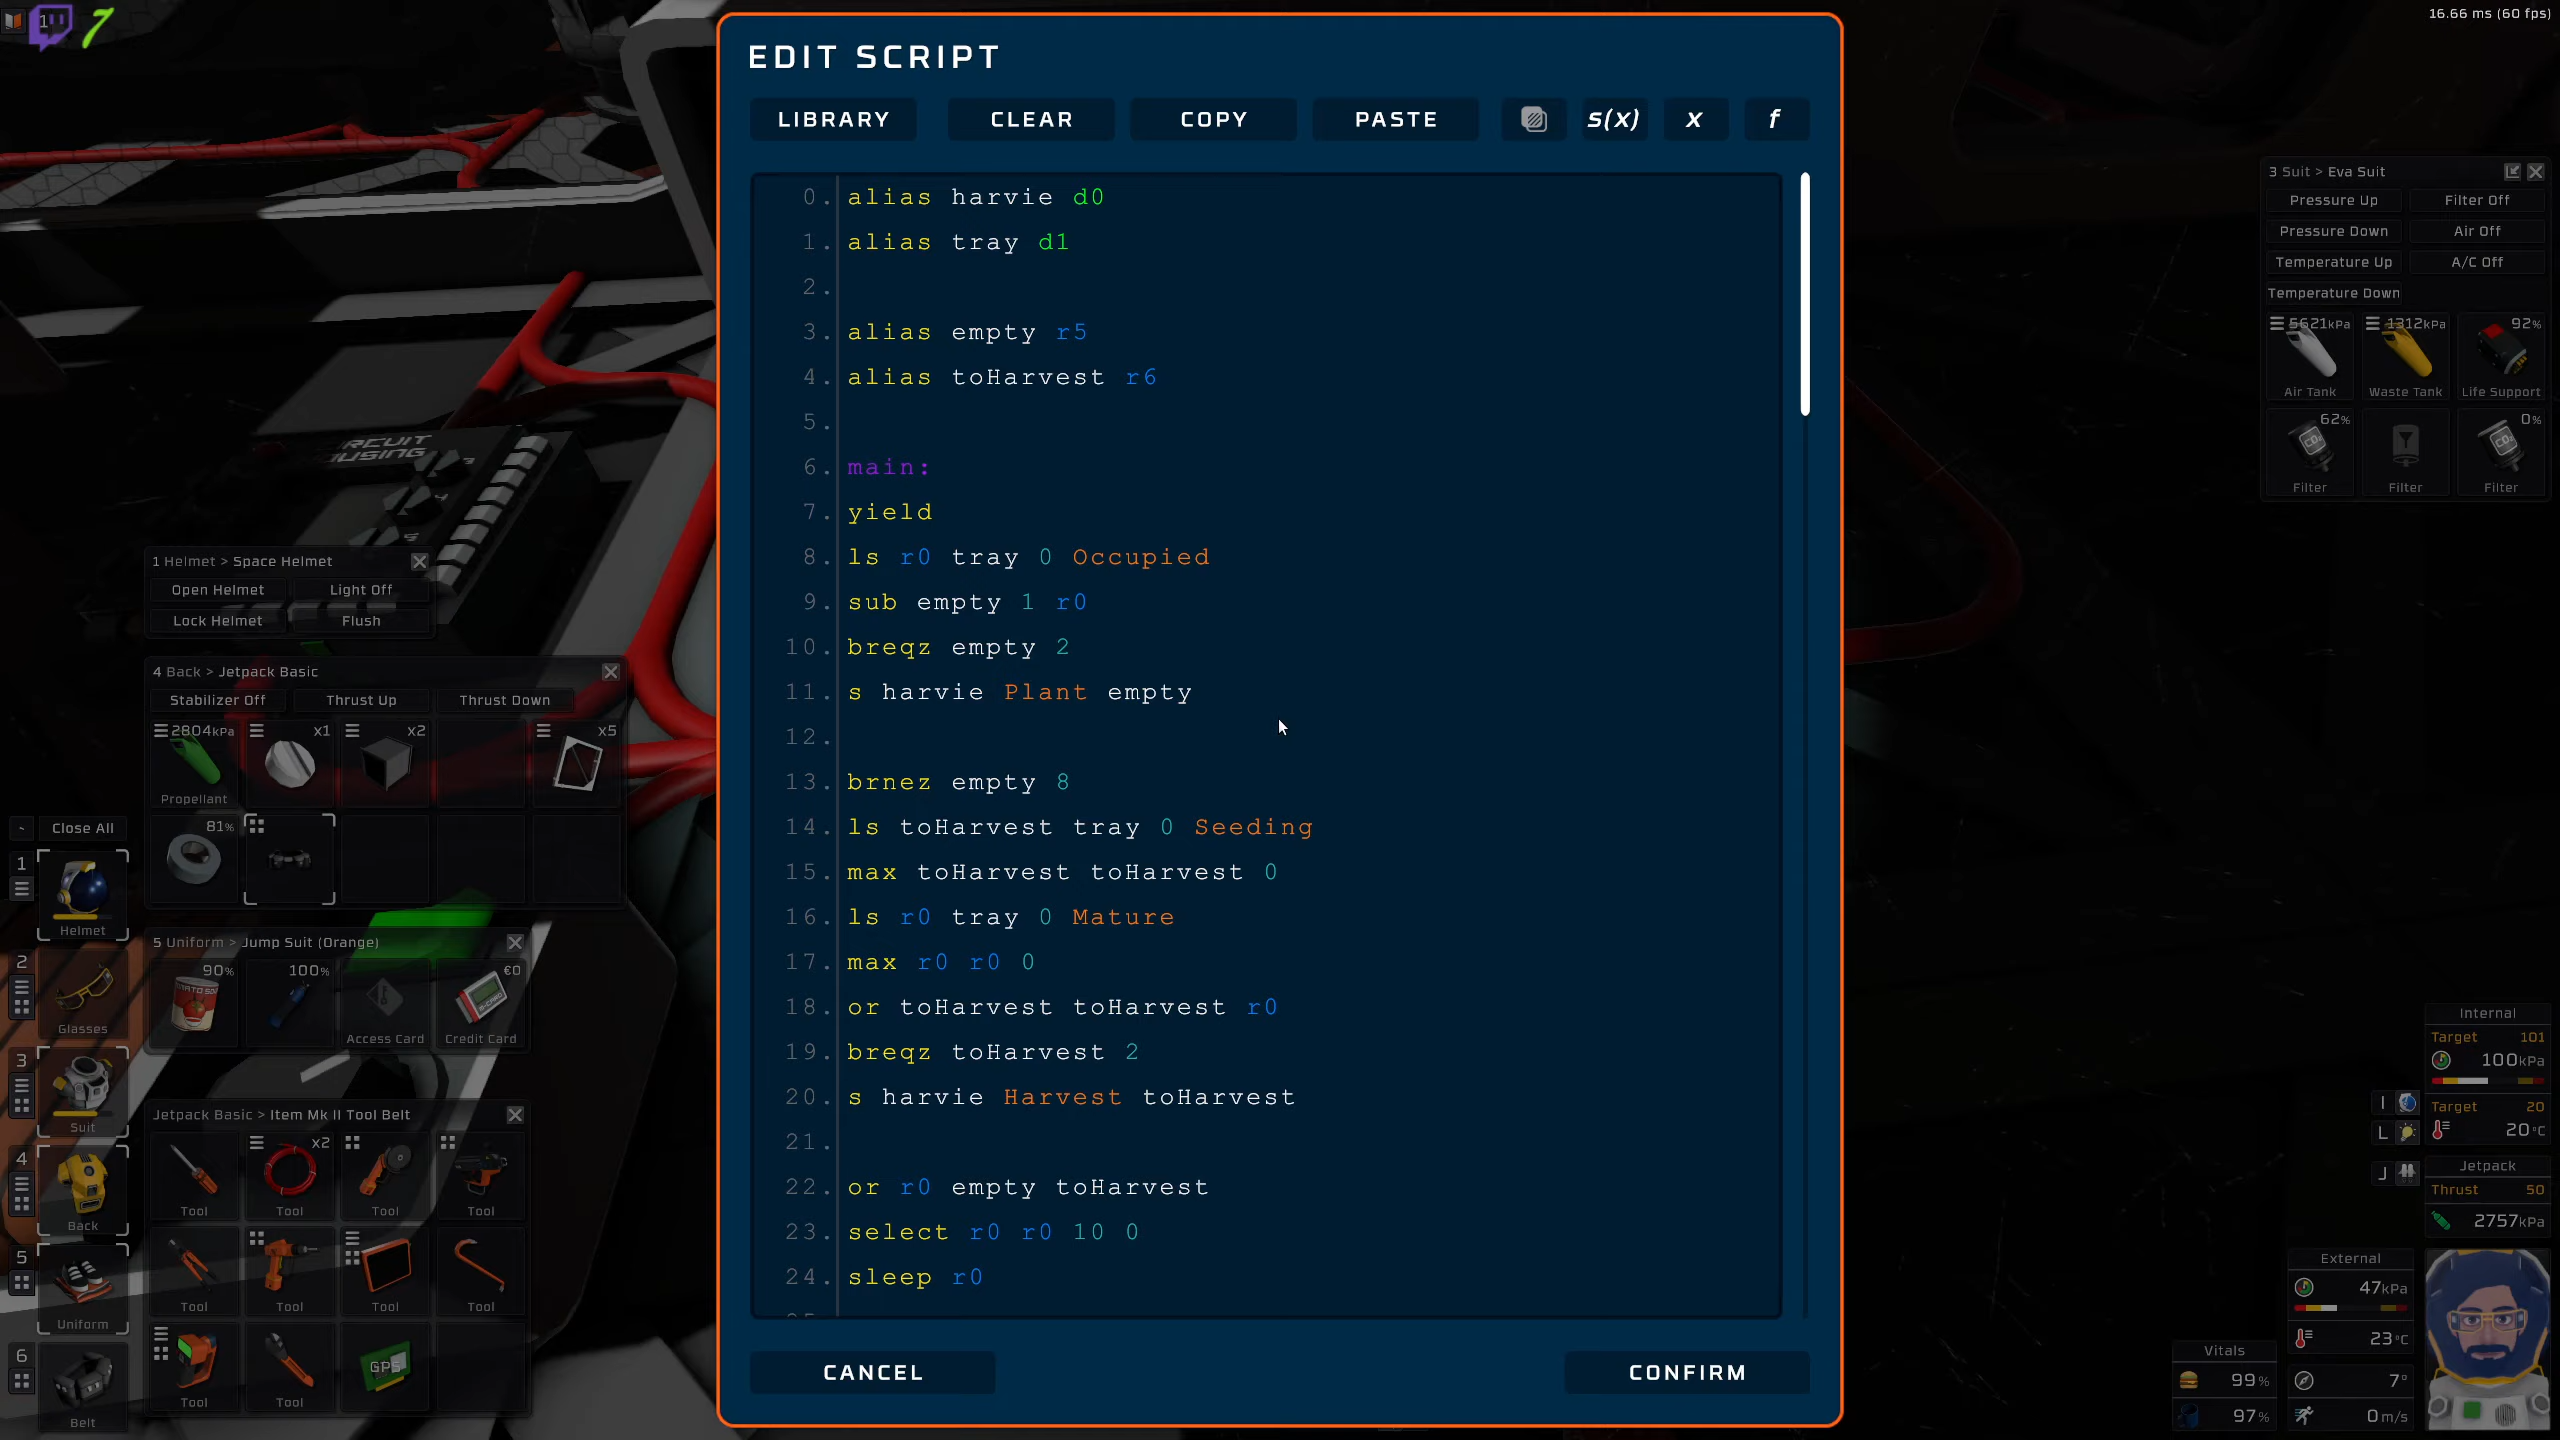 16.66 ms (60 fps)
EDIT SCRIPT
LIBRARY
CLEAR
COPY
PASTE
s(x)
x
f
0. alias harvie d0
1. alias tray d1
2.
3. alias empty r5
4. alias toHarvest r6
5.
6. main:
7. yield
8. ls r0 tray 0 Occupied
9. sub empty 1 r0
10. breqz empty 2
11. s harvie Plant empty
12.
13. brnez empty 8
14. ls toHarvest tray 0 Seeding
15. max toHarvest toHarvest 0
16. ls r0 tray 0 Mature
17. max r0 r0 0
18. or toHarvest toHarvest r0
19. breqz toHarvest 2
20. s harvie Harvest toHarvest
21.
22. or r0 empty toHarvest
23. select r0 r0 10 0
24. sleep r0
CANCEL
CONFIRM
1 Helmet > Space Helmet
Open Helmet
Light Off
Lock Helmet
Flush
4 Back > Jetpack Basic
Stabilizer Off
Thrust Up
Thrust Down
2804kPa
x1
x2
x5
Propellant
81%
~
Close All
1
Helmet
2
Glasses
3
Suit
4
Back
5
Uniform
6
Belt
5 Uniform > Jump Suit (Orange)
90%
100%
€0
Access Card
Credit Card
Jetpack Basic > Item Mk II Tool Belt
x2
Tool
Tool
Tool
Tool
Tool
Tool
Tool
Tool
GPS
Tool
Tool
Tool
3 Suit > Eva Suit
Pressure Up
Filter Off
Pressure Down
Air Off
Temperature Up
A/C Off
Temperature Down
5621kPa
1312kPa
92%
Air Tank
Waste Tank
Life Support
62%
0%
Filter
Filter
Filter
Internal
Target 101
100kPa
Target 20
20°C
I
L
J
Jetpack
Thrust 50
2757kPa
External
47kPa
23°C
7°
0m/s
Vitals
99%
97%